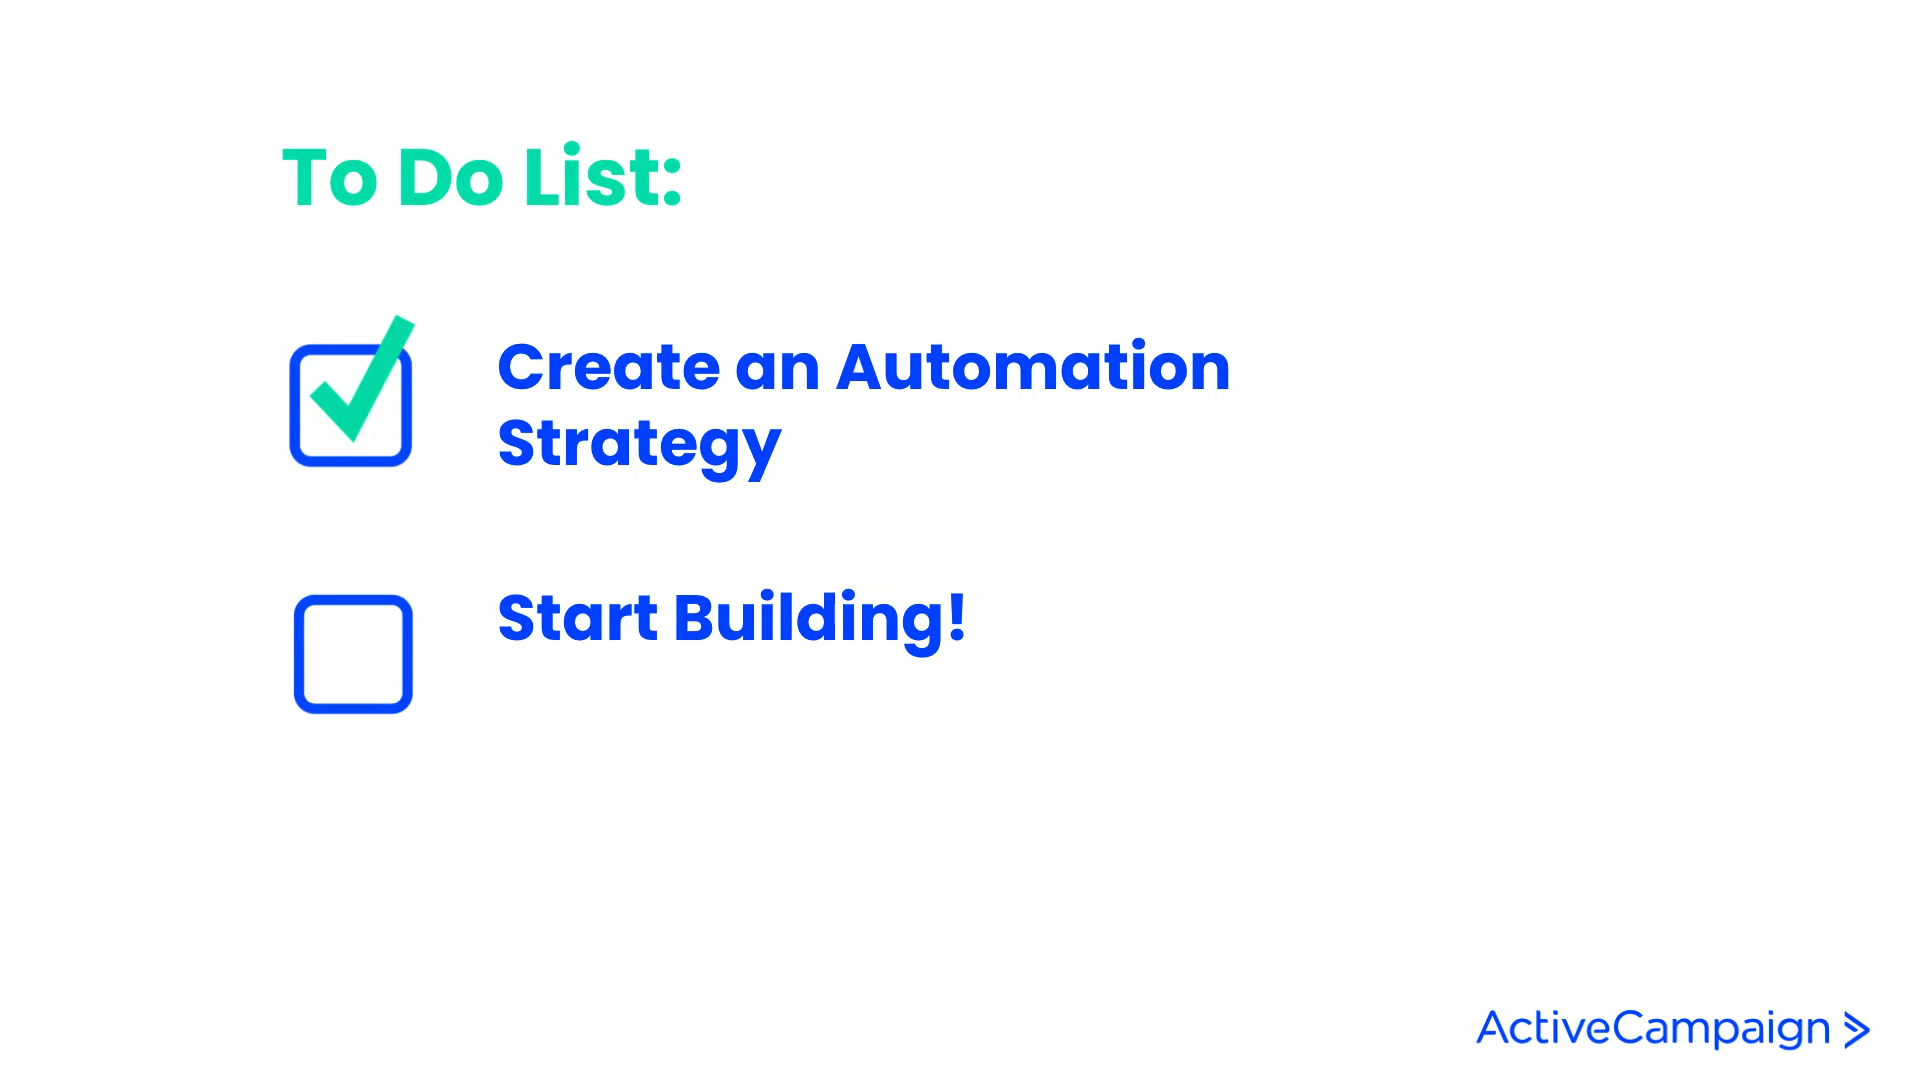 To Do List:
Create an Automation
Strategy
Start Building!
ActiveCampaign